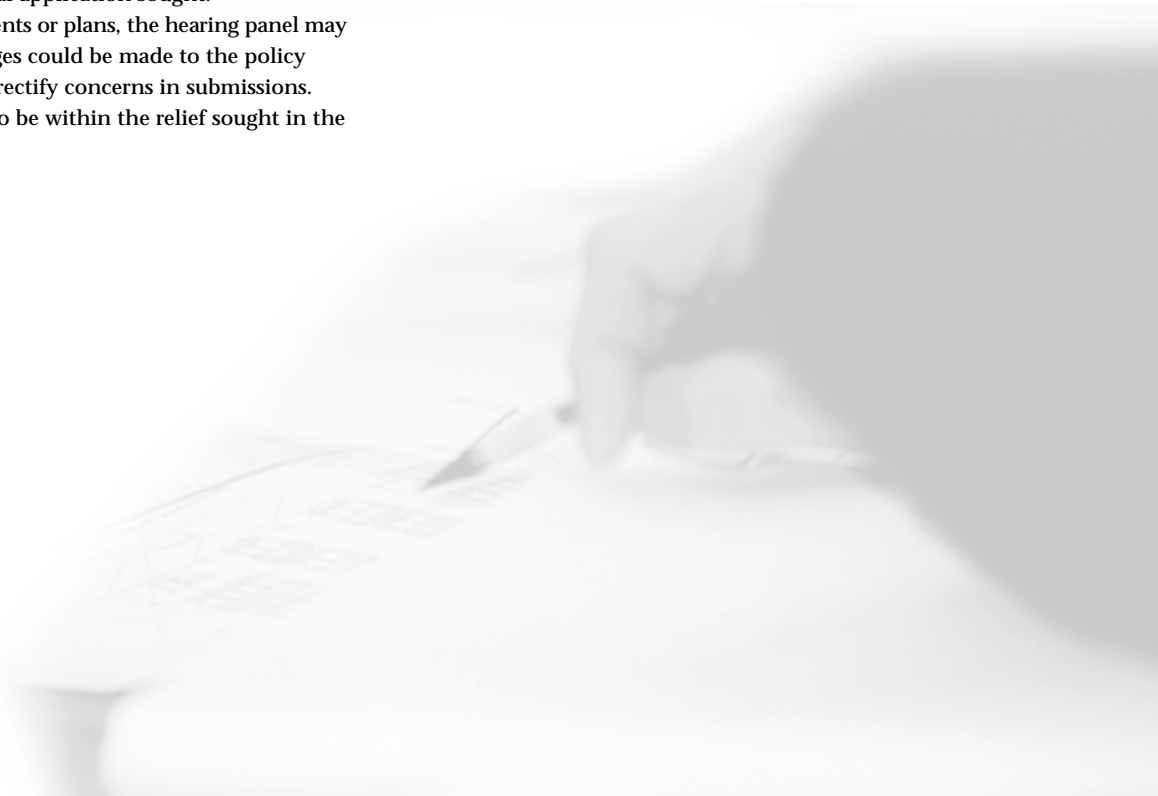 ents or plans, the hearing panel may
ges could be made to the policy
rectify concerns in submissions.
o be within the relief sought in the